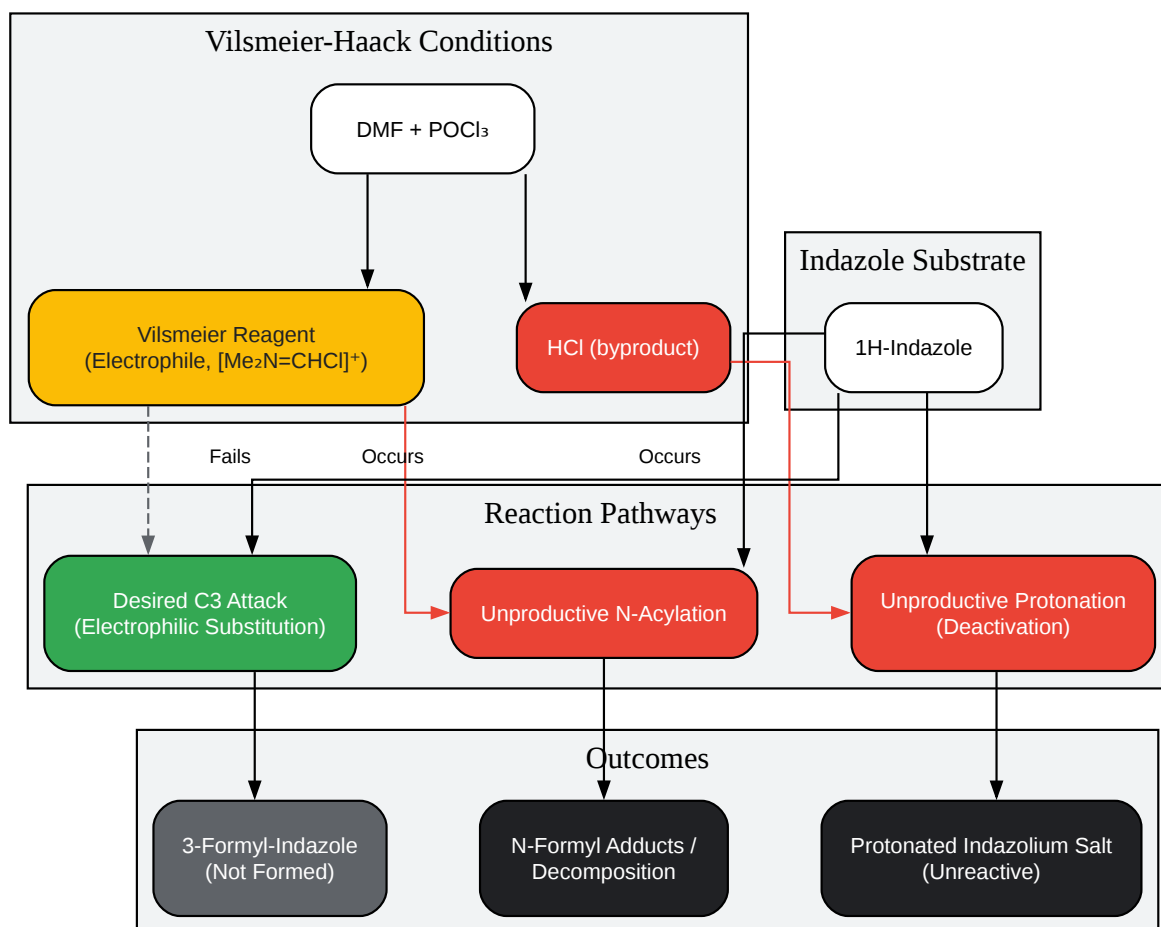 Vilsmeier-Haack Conditions
DMF + POCl₃
Indazole Substrate
Vilsmeier Reagent
(Electrophile, [Me₂N=CHCl]⁺)
HCl (byproduct)
1H-Indazole
Fails
Occurs
Occurs
Reaction Pathways
Desired C3 Attack
(Electrophilic Substitution)
Unproductive N-Acylation
Unproductive Protonation
(Deactivation)
Outcomes
3-Formyl-Indazole
(Not Formed)
N-Formyl Adducts /
Decomposition
Protonated Indazolium Salt
(Unreactive)